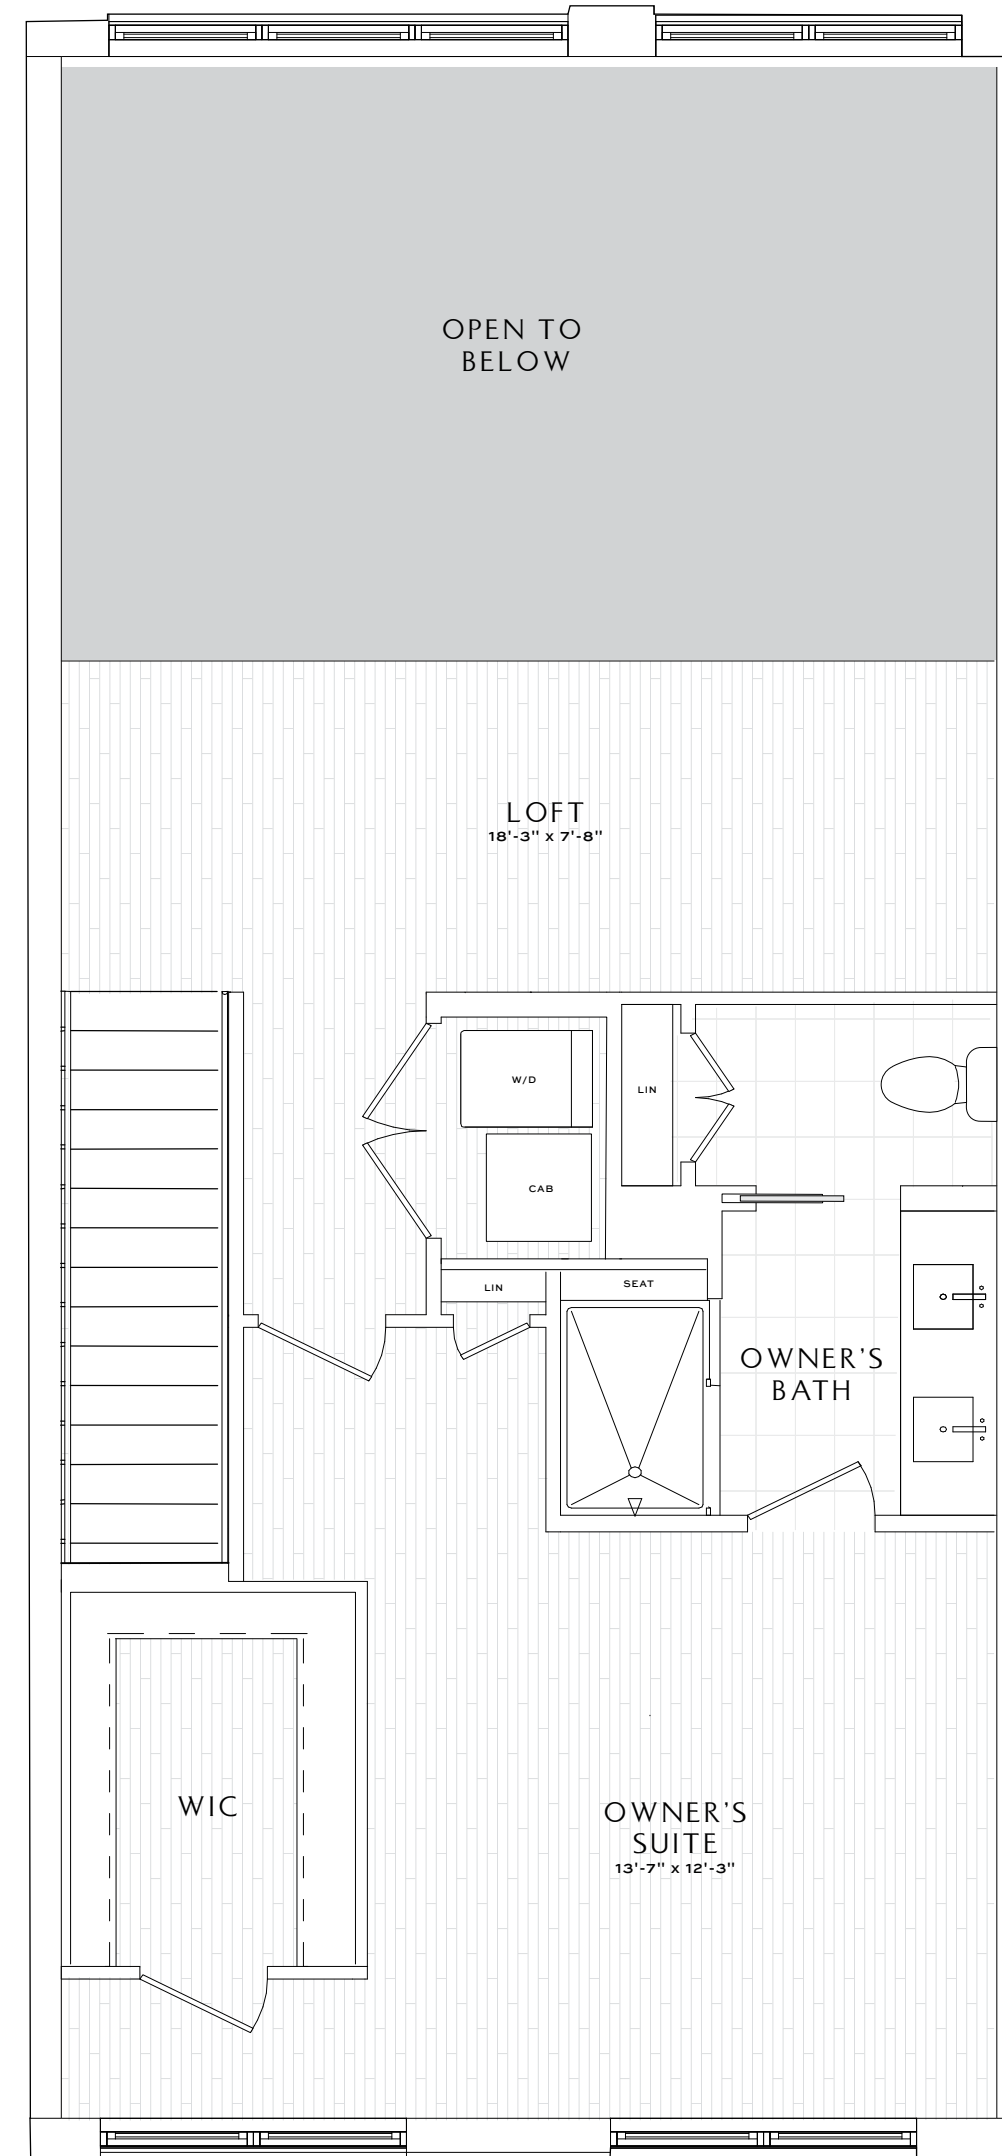 OPEN TO
BELOW
LOFT
18'-3" x 7'-8"
W/D
LIN
CAB
LIN
SEAT
OWNER'S
BATH
WIC
OWNER'S
SUITE
13'-7" x 12'-3"